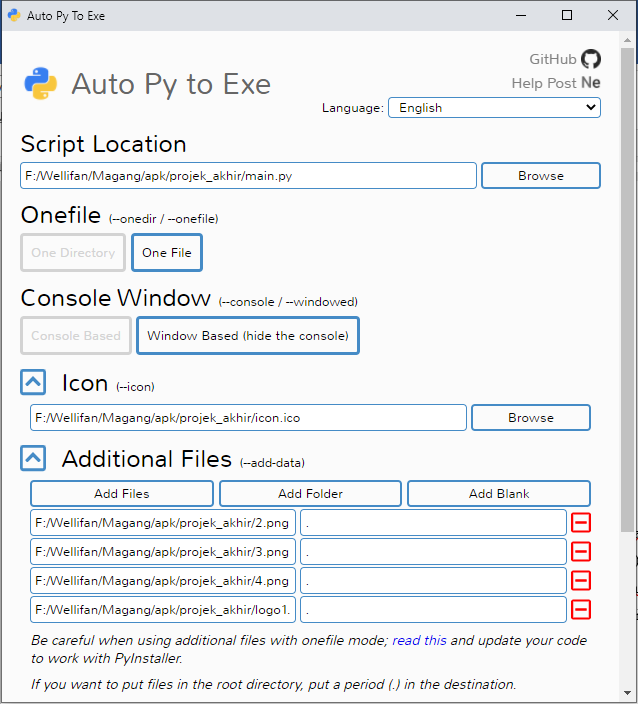 Auto Py To Exe
GitHub
Help Post Ne
Auto Py to Exe
Language: English
Script Location
F:/Wellifan/Magang/apk/projek_akhir/main.py Browse
Onefile (--onedir / --onefile)
One Directory One File
Console Window (--console / --windowed)
Console Based Window Based (hide the console)
Icon (--icon)
F:/Wellifan/Magang/apk/projek_akhir/icon.ico Browse
Additional Files (--add-data)
Add Files Add Folder Add Blank
F:/Wellifan/Magang/apk/projek_akhir/2.png .
F:/Wellifan/Magang/apk/projek_akhir/3.png .
F:/Wellifan/Magang/apk/projek_akhir/4.png .
F:/Wellifan/Magang/apk/projek_akhir/logo1. .
Be careful when using additional files with onefile mode; read this and update your code
to work with PyInstaller.
If you want to put files in the root directory, put a period (.) in the destination.